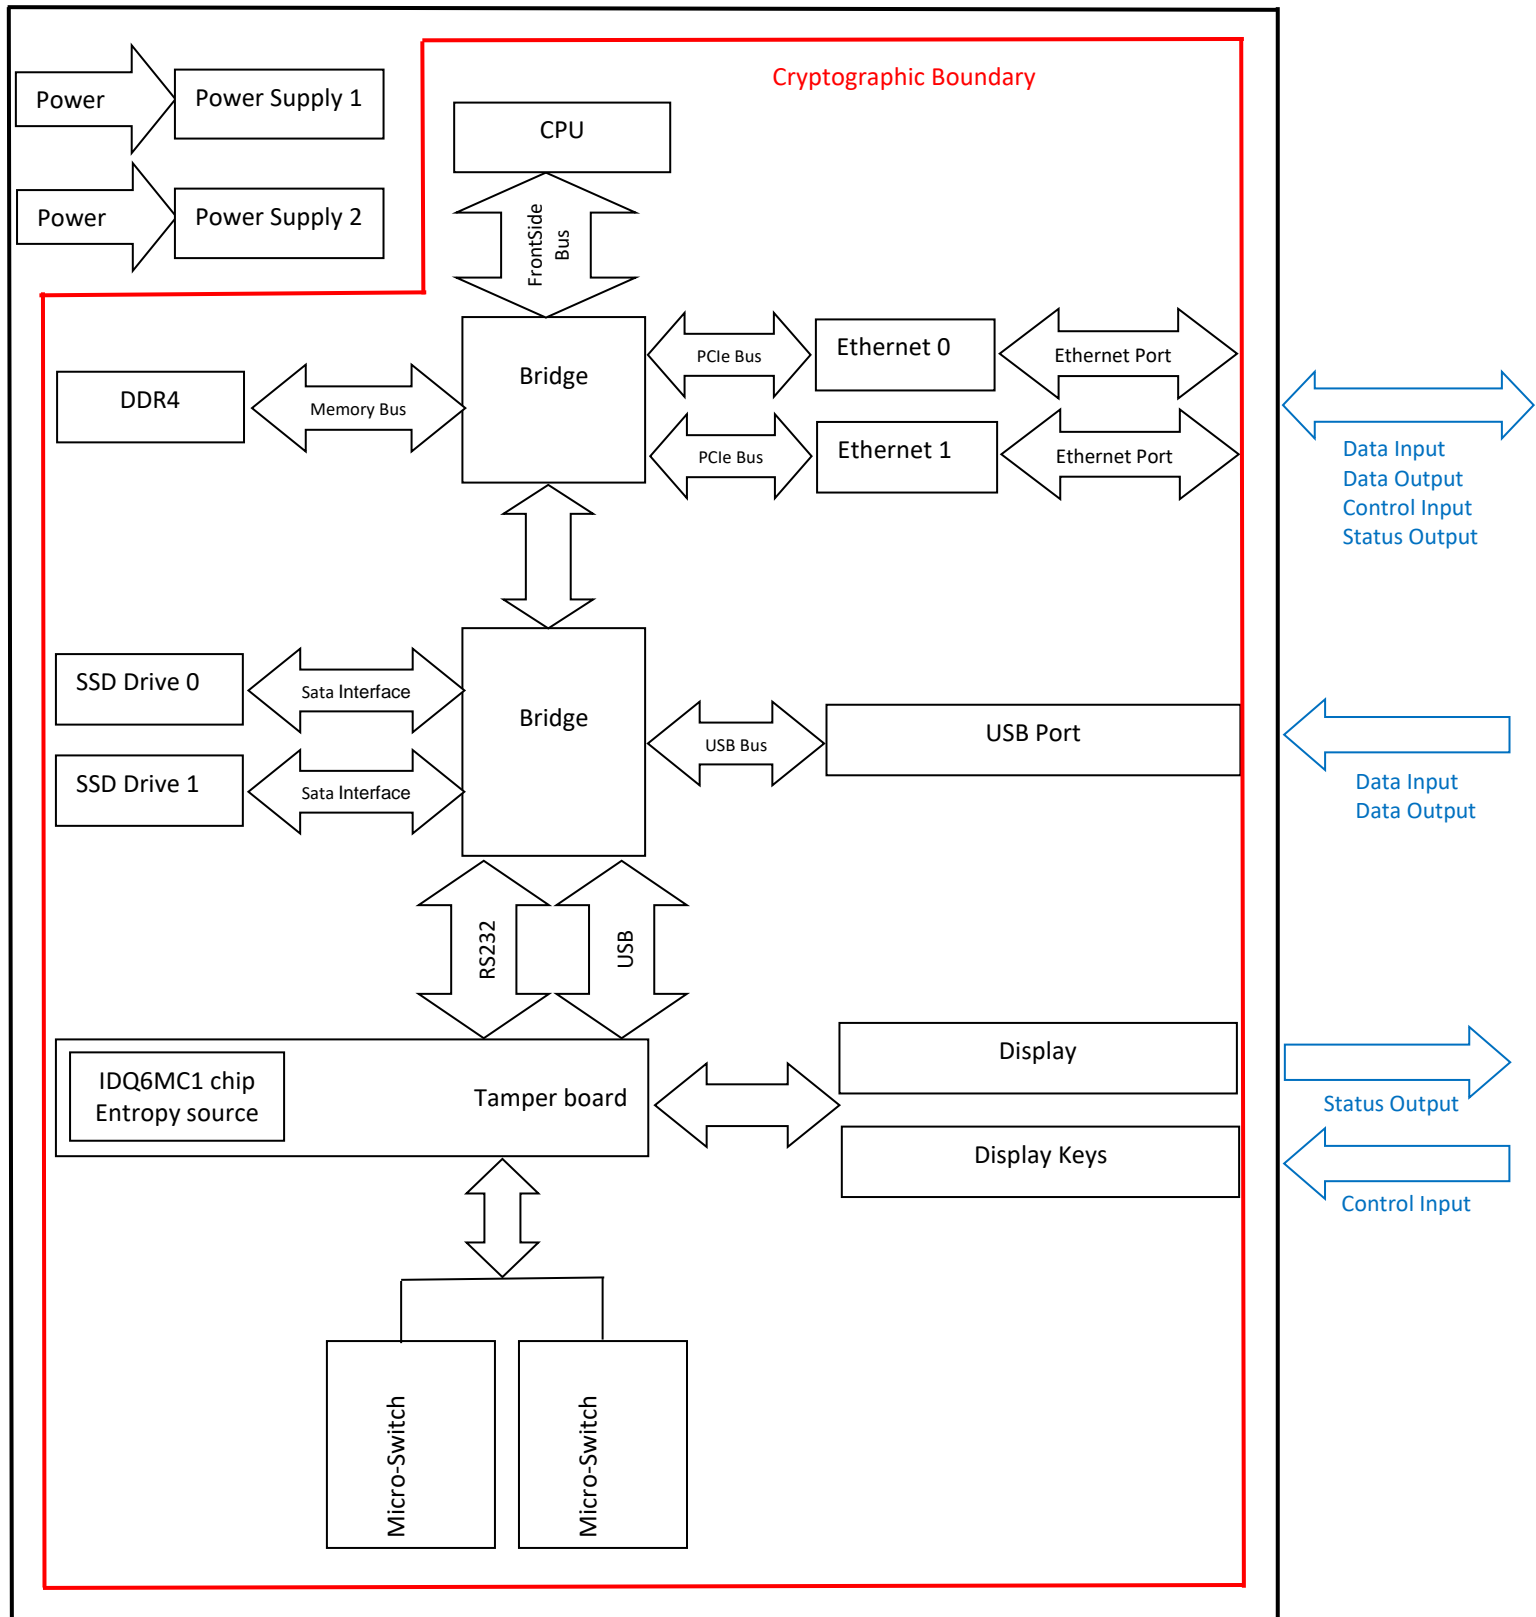 Cryptographic Boundary
Power
Power Supply 1
CPU
Power
Power Supply 2
FrontSide
Bus
Bridge
PCIe Bus
Ethernet 0
Ethernet Port
DDR4
Memory Bus
PCIe Bus
Ethernet 1
Ethernet Port
Data Input
Data Output
Control Input
Status Output
SSD Drive 0
Sata Interface
Bridge
USB Bus
USB Port
SSD Drive 1
Sata Interface
Data Input
Data Output
RS232
USB
IDQ6MC1 chip
Entropy source
Tamper board
Display
Status Output
Display Keys
Control Input
Micro-Switch
Micro-Switch